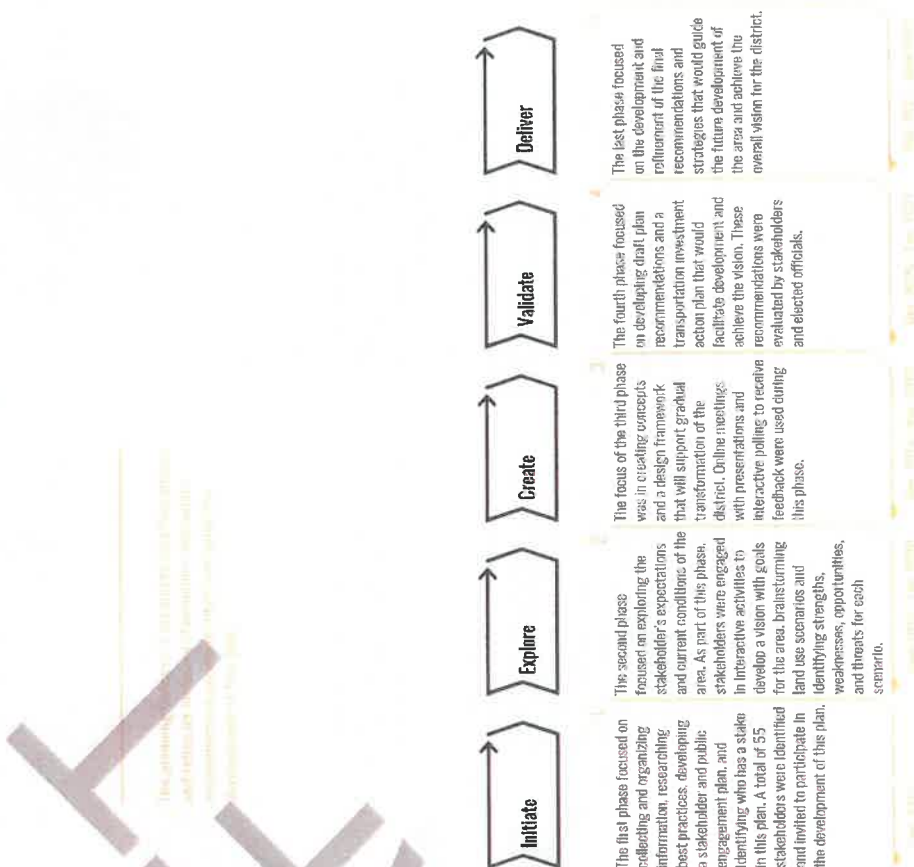 Initiate
The first phase focused on
collecting and organizing
information, researching
best practices, developing
a stakeholder and public
engagement plan, and
identifying who has a stake
in this plan. A total of 55
stakeholders were identified
and invited to participate in
the development of this plan.
Explore
The second phase
focused on exploring the
stakeholder's expectations
and current conditions of the
area. As part of this phase,
stakeholders were engaged
in interactive activities to
develop a vision with goals
for the area, brainstorming
land use scenarios and
identifying strengths,
weaknesses, opportunities,
and threats for each
scenario.
Create
The focus of the third phase
was in creating concepts
and a design framework
that will support gradual
transformation of the
district. Online meetings
with presentations and
interactive polling to receive
feedback were used during
this phase.
Validate
The fourth phase focused
on developing draft plan
recommendations and a
transportation investment
action plan that would
facilitate development and
achieve the vision. These
recommendations were
evaluated by stakeholders
and elected officials.
Deliver
The last phase focused
on the development and
refinement of the final
recommendations and
strategies that would guide
the future development of
the area and achieve the
overall vision for the district.